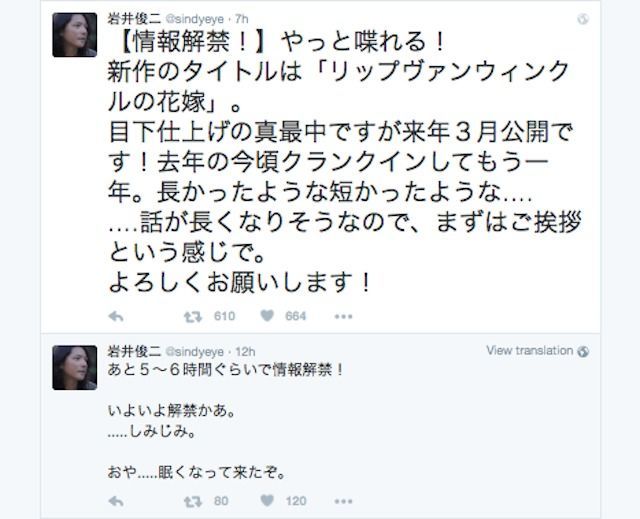 岩井俊二 @sindyeye · 7h
【情報解禁！】やっと喋れる！
新作のタイトルは「リップヴァンウィンク
ルの花嫁」。
目下仕上げの真最中ですが来年３月公開で
す！去年の今頃クランクインしてもう一
年。長かったような短かったような....
....話が長くなりそうなので、まずはご挨拶
という感じで。
よろしくお願いします！
610 664
岩井俊二 @sindyeye · 12h View translation
あと５〜６時間ぐらいで情報解禁！
いよいよ解禁かあ。
.....しみじみ。
おや.....眠くなって来たぞ。
80 120